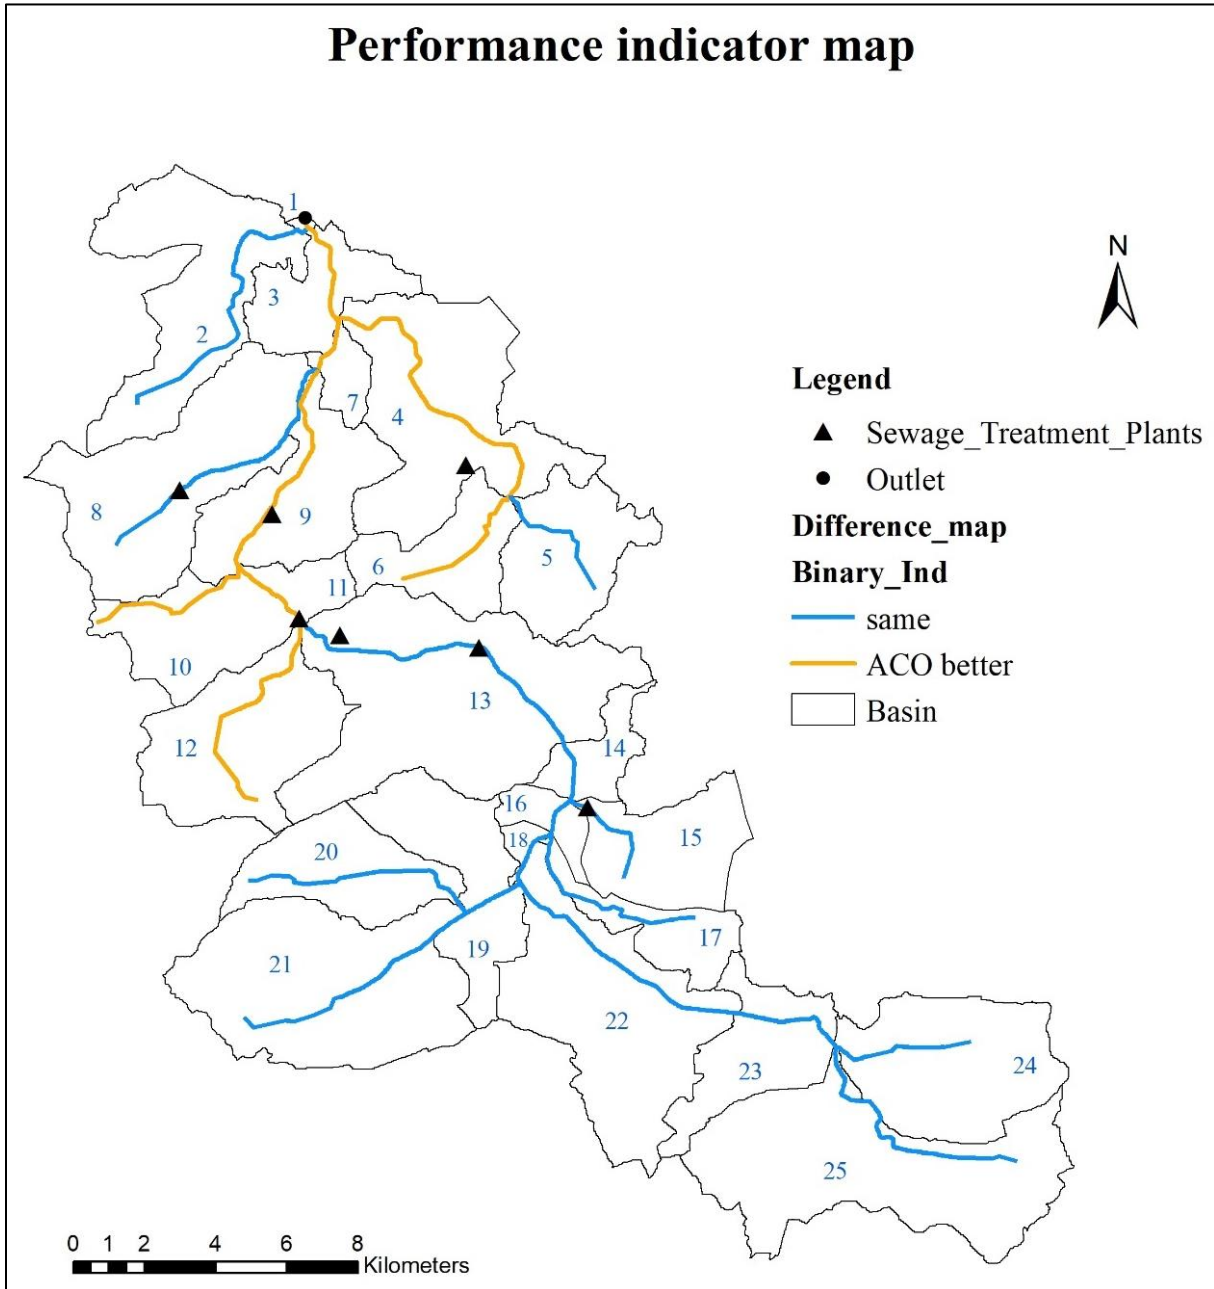 Performance indicator map
1
3
2
N
Legend
Sewage_Treatment_Plants
Outlet
Difference_map
Binary_Ind
same
ACO better
Basin
7
4
8
9
5
6
11
10
13
12
14
16
18
15
20
17
19
21
22
23
24
25
0 1 2 4 6 8
Kilometers